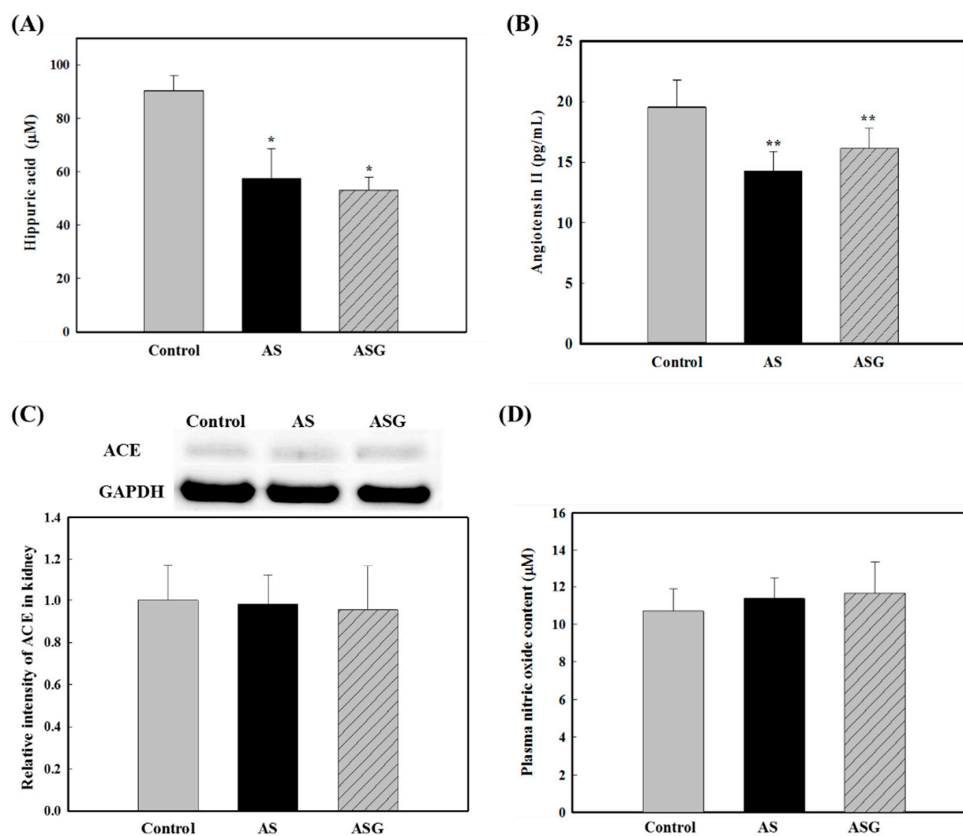 (A)
100
80
60
40
20
0
Hippuric acid (µM)
*
*
Control AS ASG
(B)
25
20
15
10
5
0
Angiotensin II (pg/mL)
**
**
Control AS ASG
(C)
Control AS ASG
ACE
GAPDH
1.4
1.2
1.0
0.8
0.6
0.4
0.2
0.0
Relative intensity of ACE in kidney
Control AS ASG
(D)
16
14
12
10
8
6
4
2
0
Plasma nitric oxide content (µM)
Control AS ASG